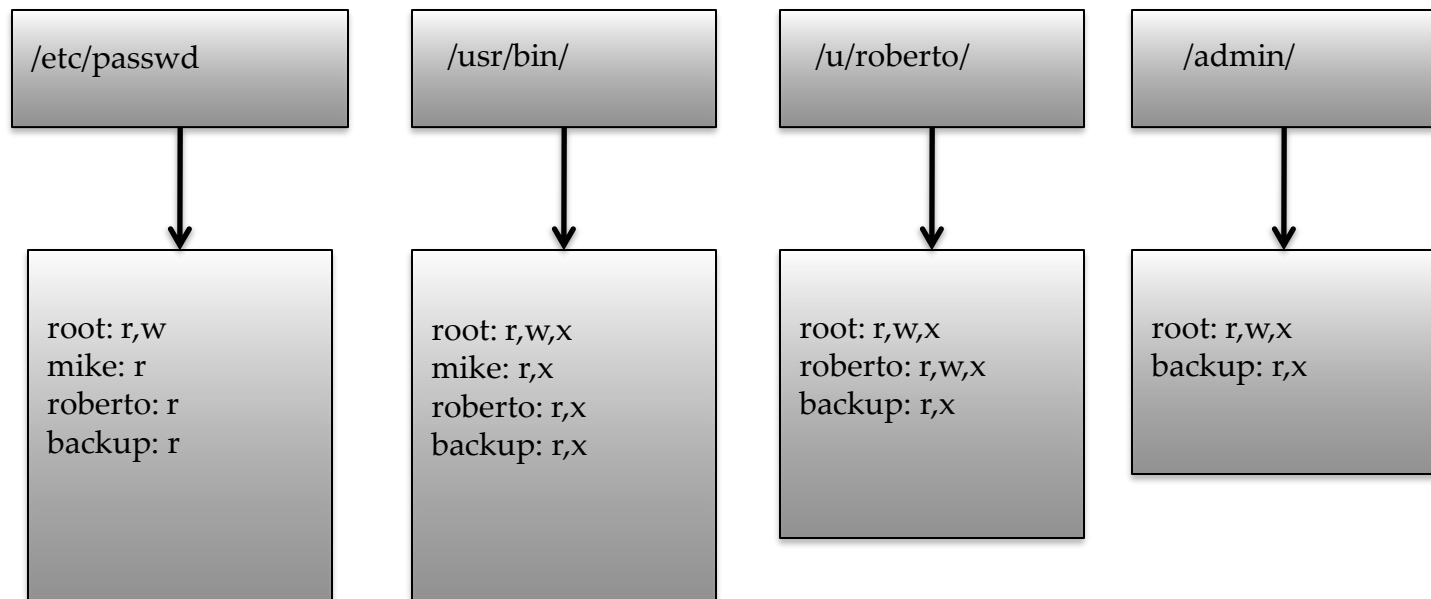 /etc/passwd
/usr/bin/
/u/roberto/
/admin/
root: r,w
mike: r
roberto: r
backup: r
root: r,w,x
mike: r,x
roberto: r,x
backup: r,x
root: r,w,x
roberto: r,w,x
backup: r,x
root: r,w,x
backup: r,x